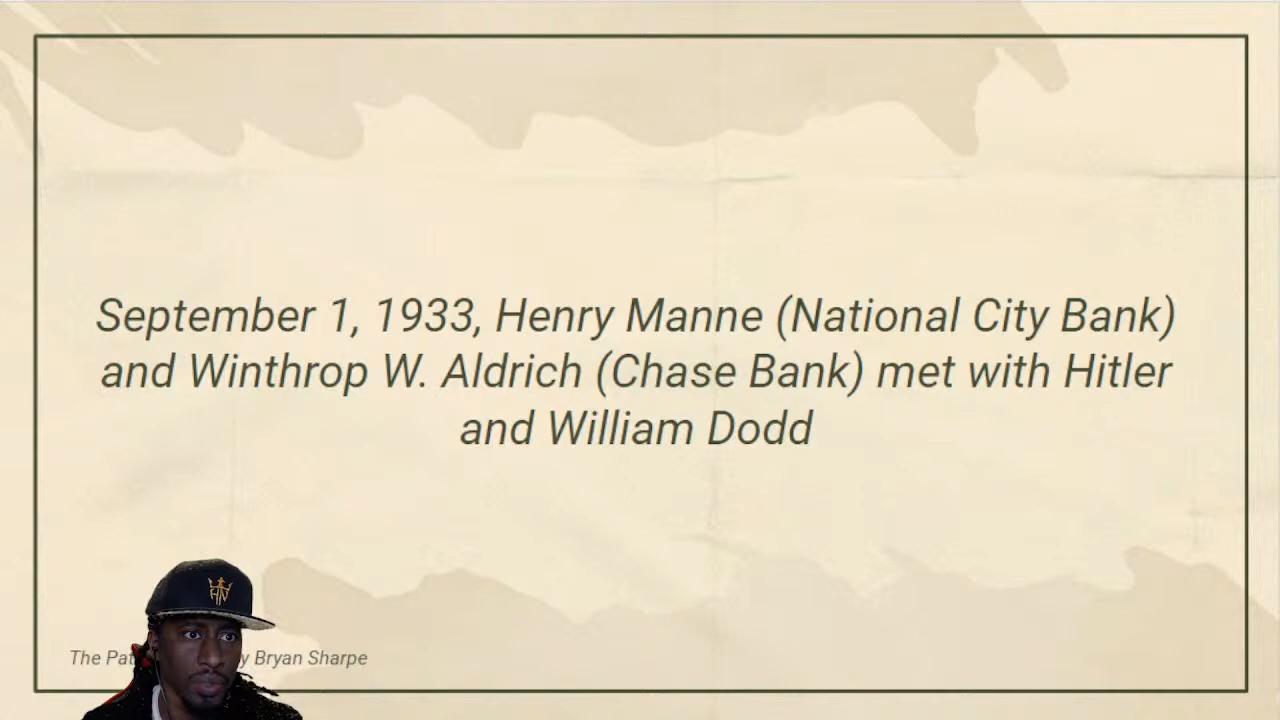 September 1, 1933, Henry Manne (National City Bank)
and Winthrop W. Aldrich (Chase Bank) met with Hitler
and William Dodd
The Bryan Sharpe